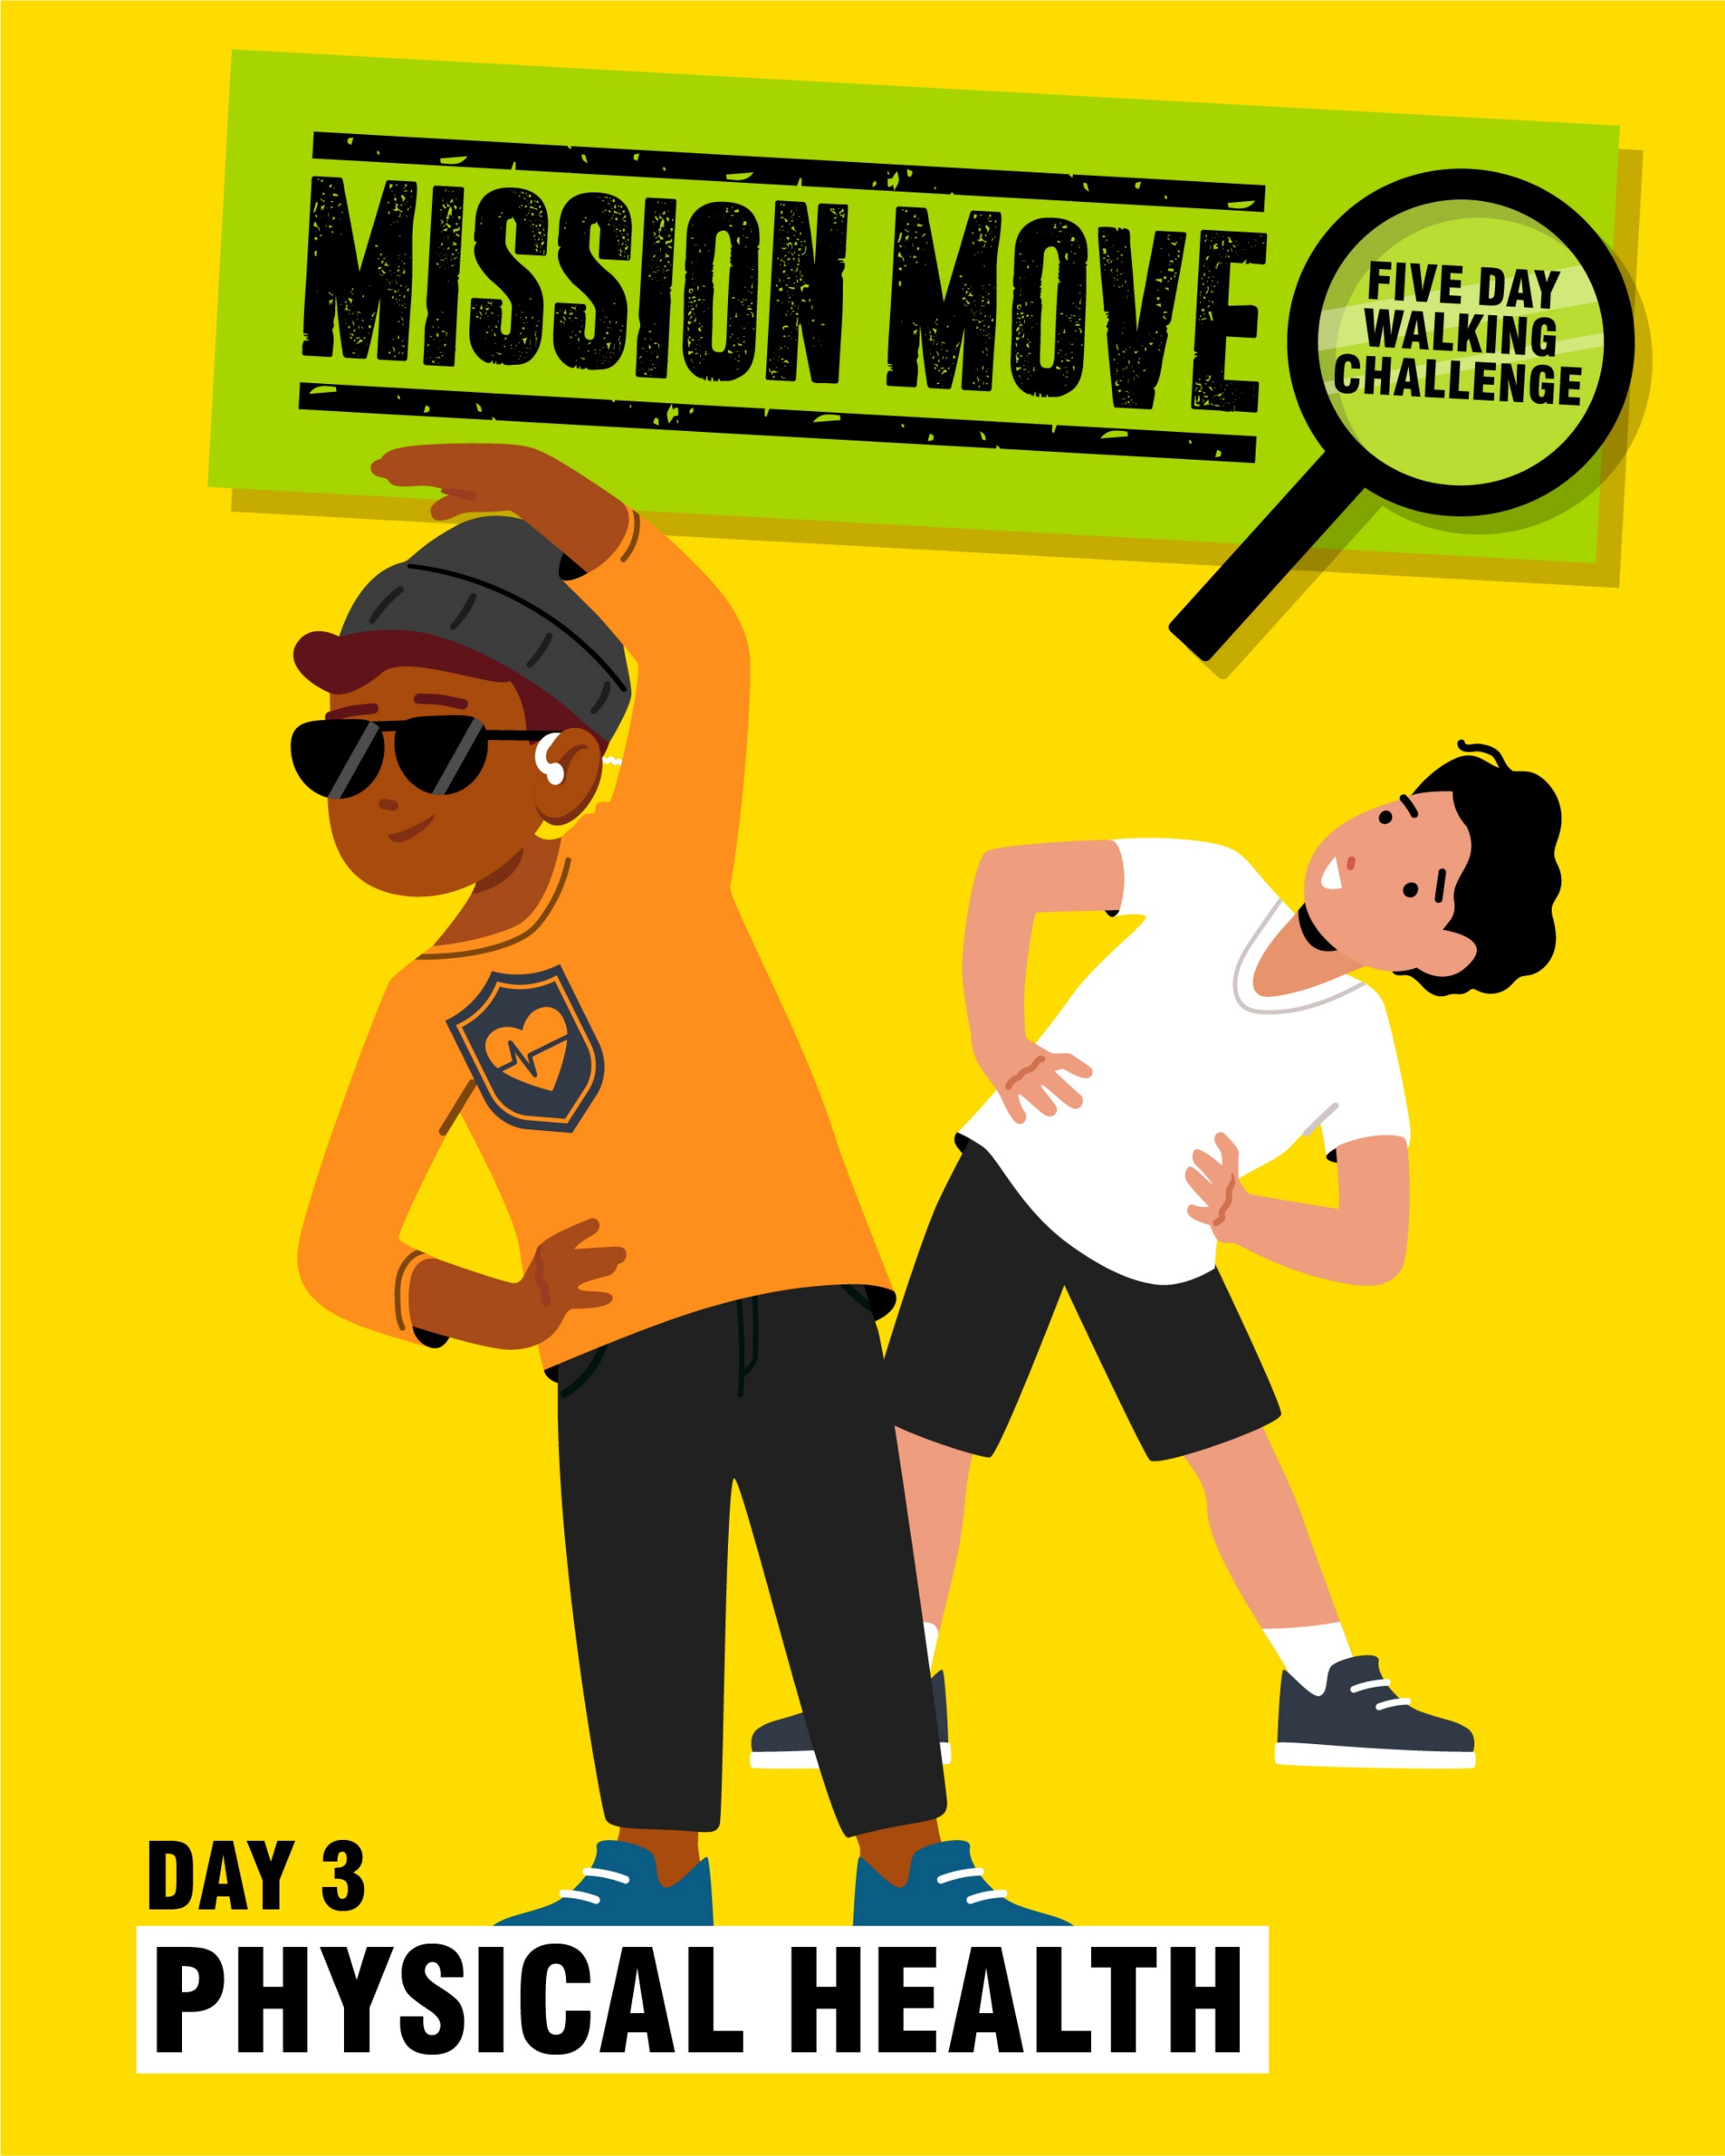 MISSION MOVE
FIVE DAY
WALKING
CHALLENGE
DAY 3
PHYSICAL HEALTH